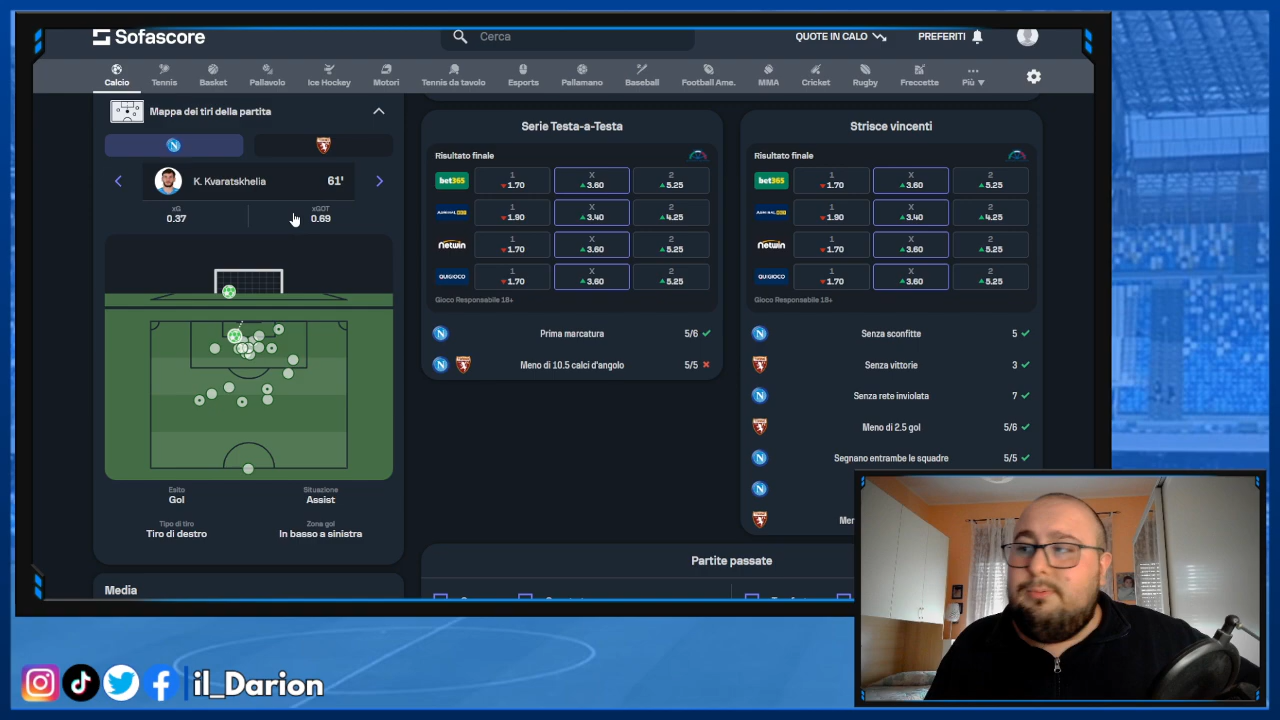 Sofascore
Cerca
QUOTE IN CALO
PREFERITI
Calcio
Tennis
Basket
Pallavolo
Ice Hockey
Motori
Tennis da tavolo
Esports
Pallamano
Baseball
Football Ame.
MMA
Cricket
Rugby
Freccette
Più
Mappa dei tiri della partita
K. Kvaratskhelia 61'
xG xGOT
0.37 0.69
Esito Situazione
Gol Assist
Tipo di tiro Zona gol
Tiro di destro In basso a sinistra
Media
Serie Testa-a-Testa
Risultato finale
1 X 2
bet365 1.70 3.60 5.25
1 X 2
ADMIRALBET 1.90 3.40 4.25
1 X 2
netwin 1.70 3.60 5.25
1 X 2
QUIGIOCO 1.70 3.60 5.25
Gioco Responsabile 18+
Prima marcatura 5/6
Meno di 10.5 calci d'angolo 5/5
Strisce vincenti
Risultato finale
1 X 2
bet365 1.70 3.60 5.25
1 X 2
ADMIRALBET 1.90 3.40 4.25
1 X 2
netwin 1.70 3.60 5.25
1 X 2
QUIGIOCO 1.70 3.60 5.25
Gioco Responsabile 18+
Senza sconfitte 5
Senza vittorie 3
Senza rete inviolata 7
Meno di 2.5 gol 5/6
Segnano entrambe le squadre 5/5
Partite passate
il_Darion